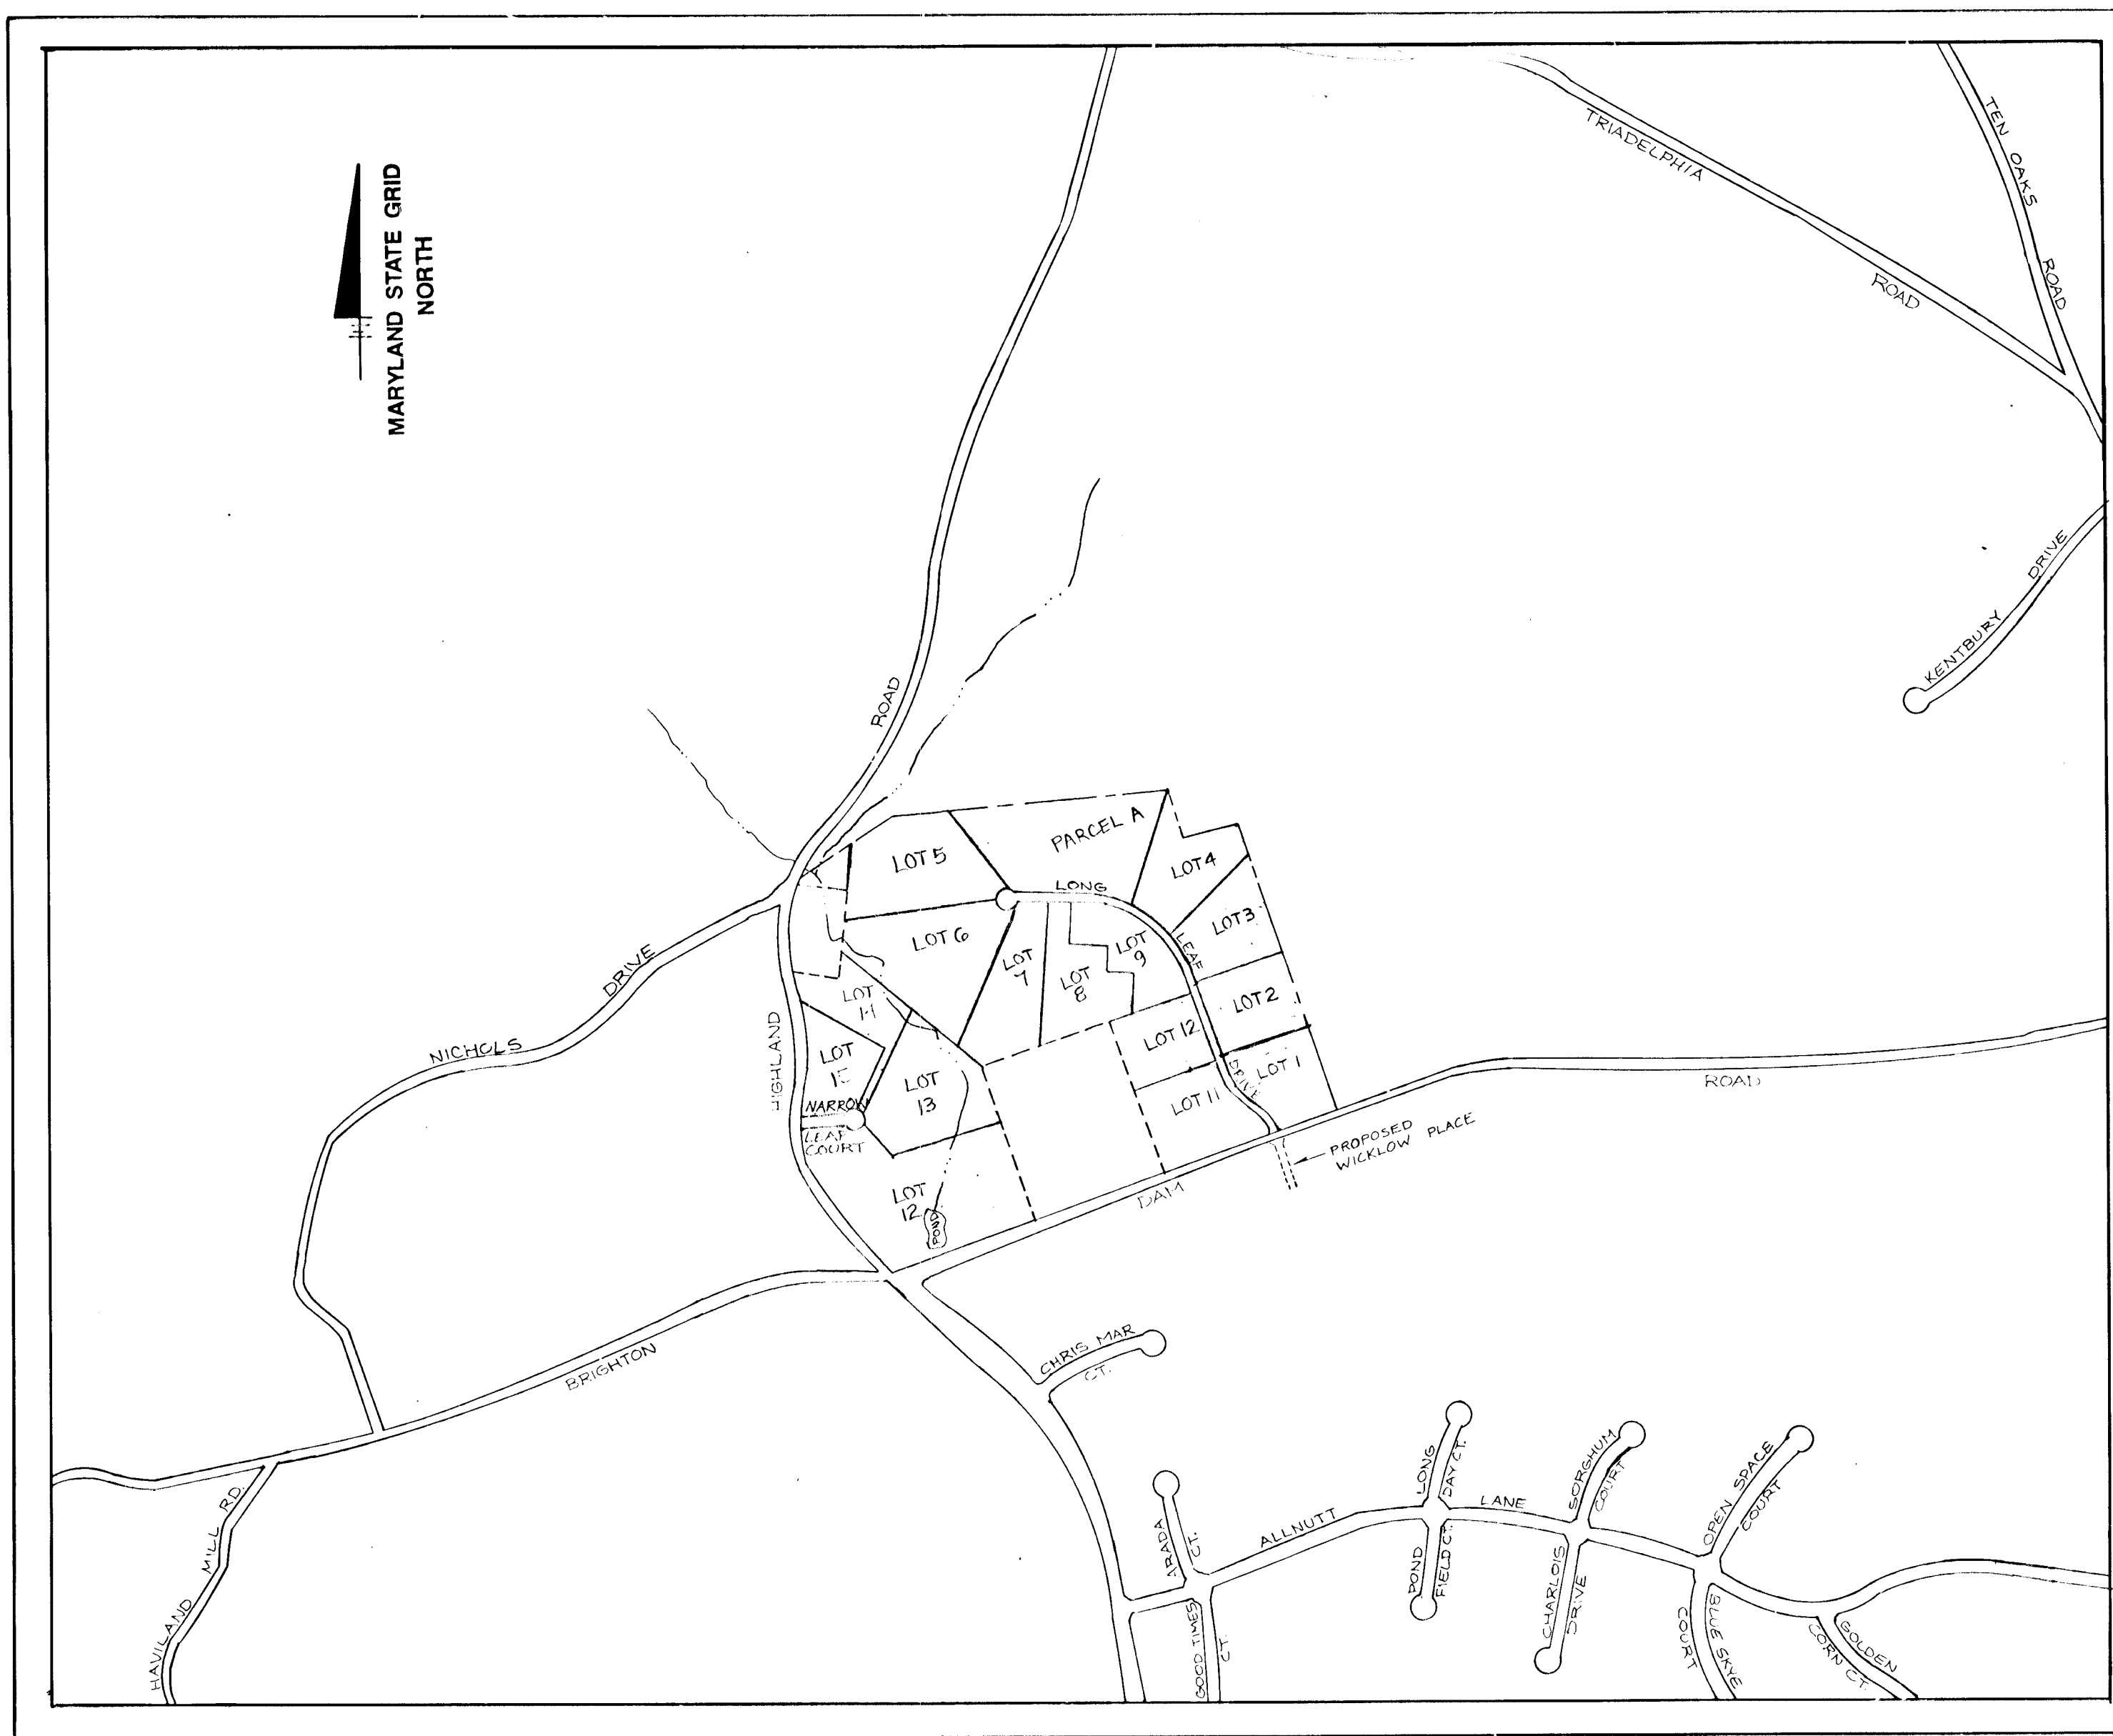 MARYLAND STATE GRID
NORTH
TRIADELPHIA
ROAD
TEN OAKS
ROAD
KENTBURY DRIVE
ROAD
HIGHLAND
NICHOLS
DRIVE
LOT 5
PARCEL A
LOT 4
LONG
LEAF
DRIVE
LOT 3
LOT 6
LOT
7
LOT
8
LOT
9
LOT 2
LOT 12
LOT 1
LOT 11
LOT
14
LOT
LOT
13
NARROW
LEAF
COURT
LOT
12
POND
PROPOSED
WICKLOW PLACE
BRIGHTON
DAM
ROAD
CHRIS MAR
CT.
HAVILAND
MILL
RD.
ARADA
CT.
GOOD TIMES
CT.
ALLNUTT
LANE
LONG
DAY CT.
POND
FIELD CT.
SORGHUM
COURT
CHARLOIS
DRIVE
OPEN SPACE
COURT
BLUE SKYE
COURT
GOLDEN
CORN CT.